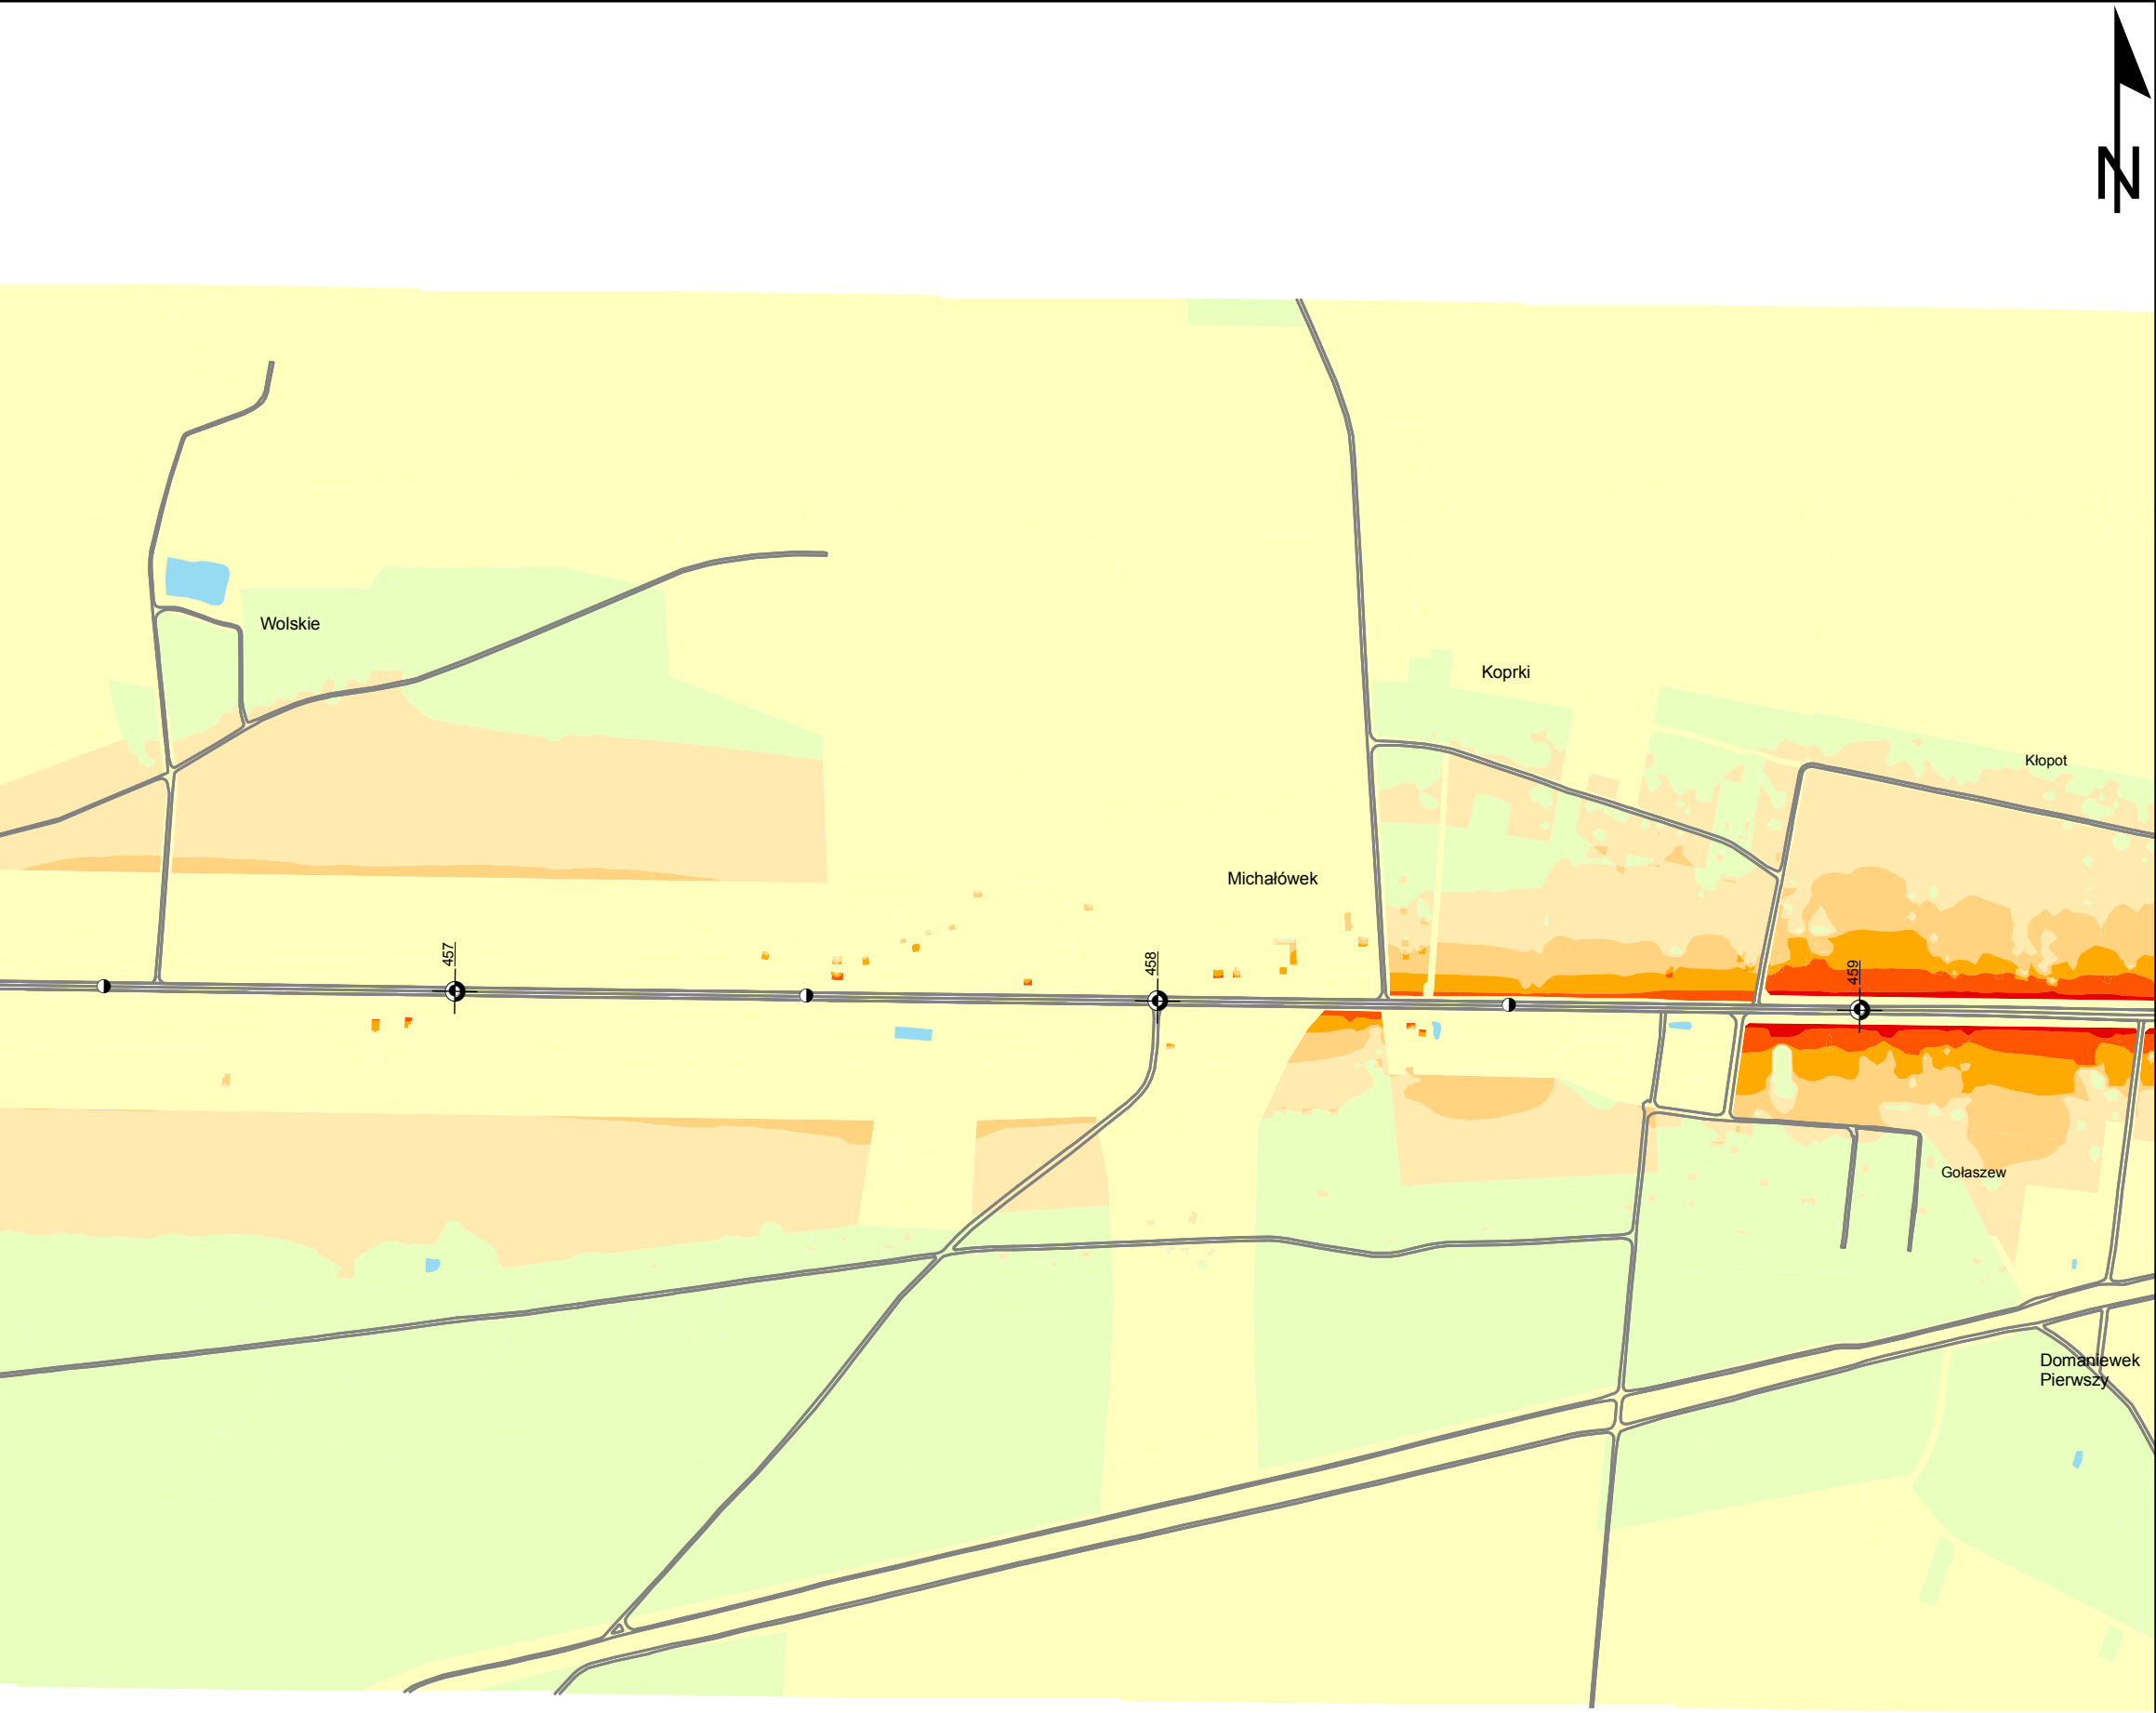 N
Wolskie
Koprki
Kłopot
Michałówek
457
458
459
Gołaszew
Domaniewek
Pierwszy